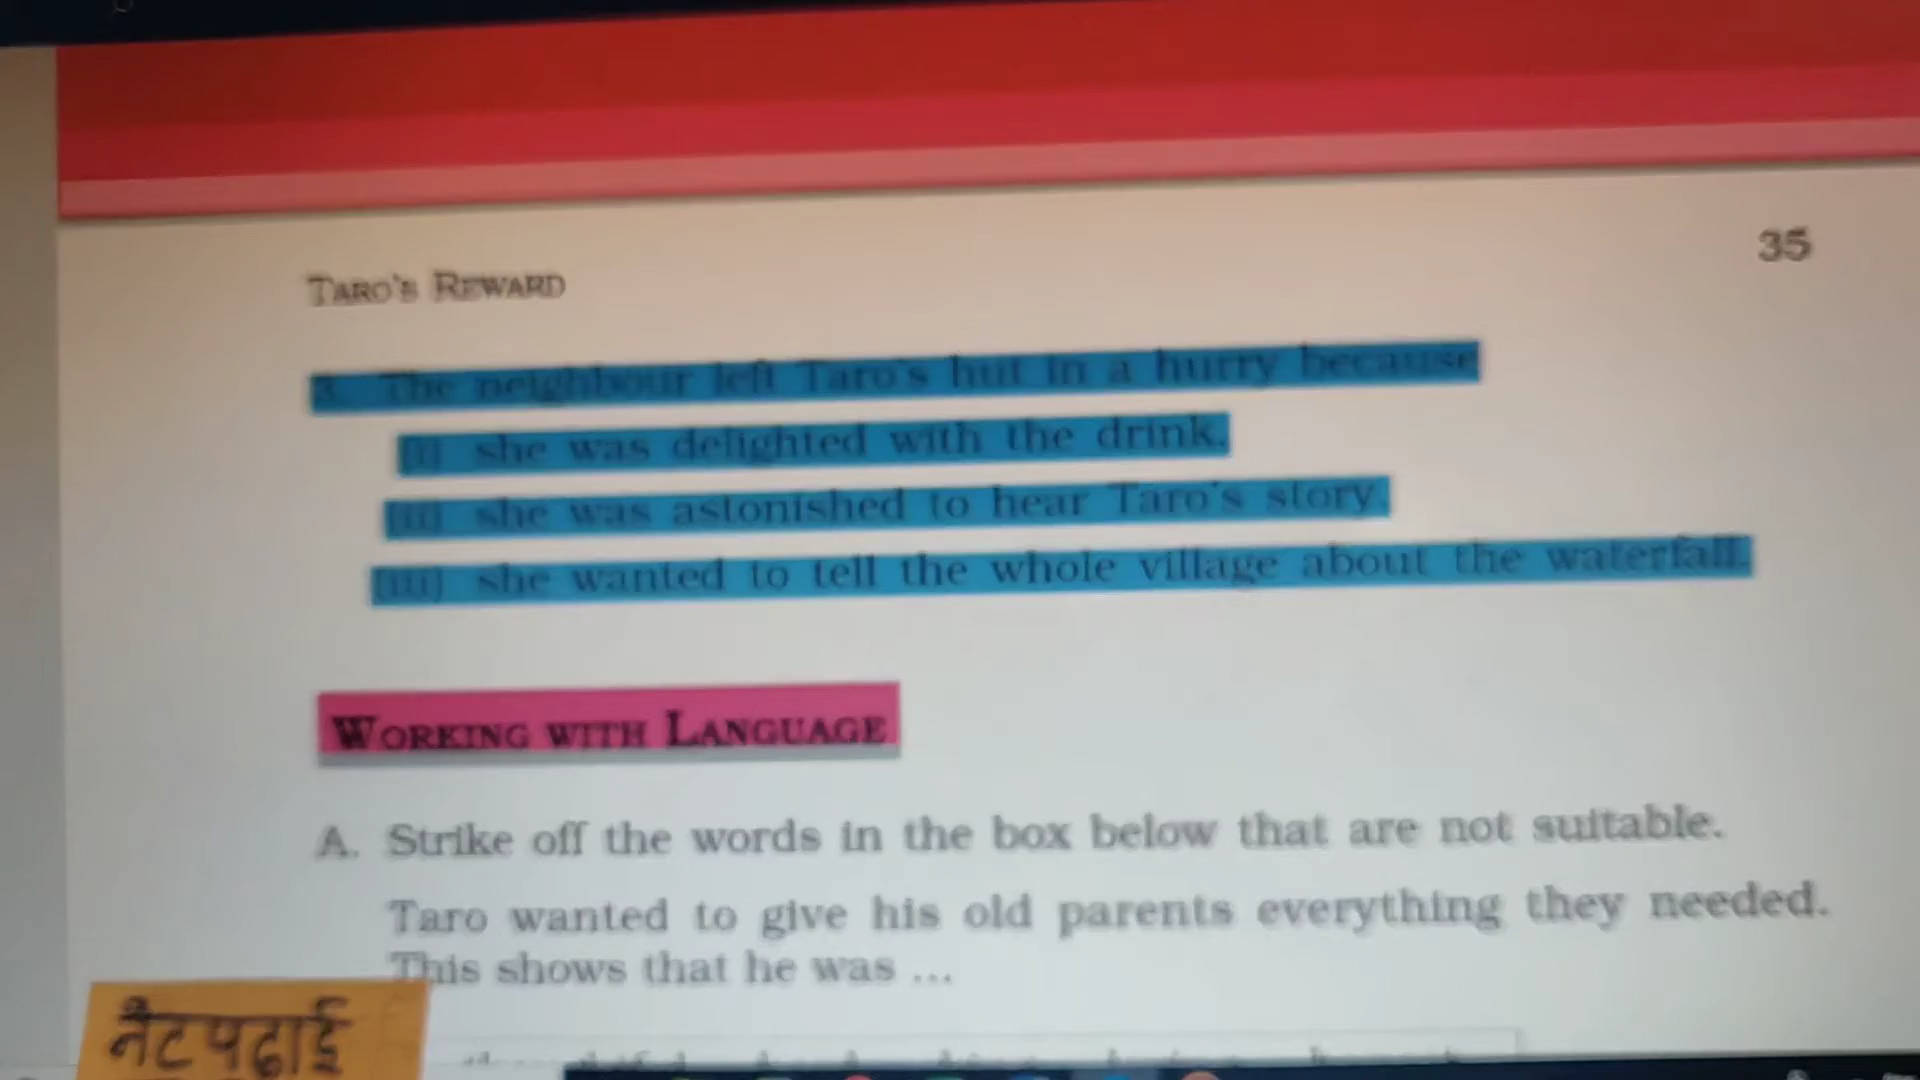 35
TARO'S REWARD
3. The neighbour left Taro's hut in a hurry because
(i) she was delighted with the drink.
(ii) she was astonished to hear Taro's story.
(iii) she wanted to tell the whole village about the waterfall.
WORKING WITH LANGUAGE
A. Strike off the words in the box below that are not suitable.
Taro wanted to give his old parents everything they needed.
This shows that he was ...
नैट पढाई